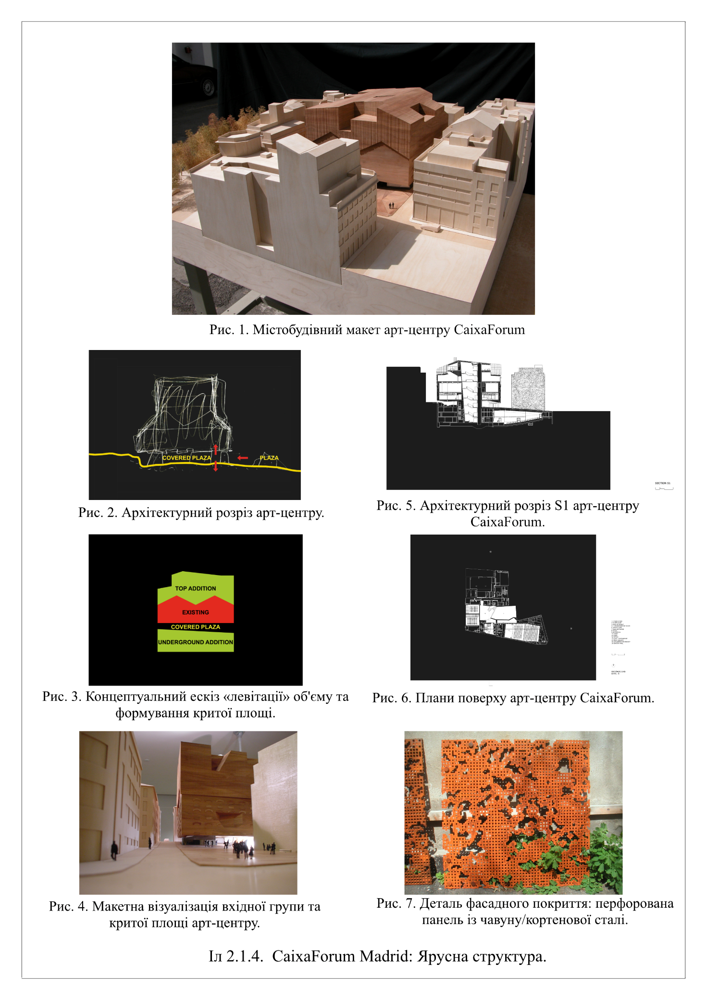 Рис. 1. Містобудівний макет арт-центру CaixaForum
COVERED PLAZA
PLAZA
Рис. 2. Архітектурний розріз арт-центру.
SECTION S1
Рис. 5. Архітектурний розріз S1 арт-центру
CaixaForum.
TOP ADDITION
EXISTING
COVERED PLAZA
UNDERGROUND ADDITION
Рис. 3. Концептуальний ескіз «левітації» об'єму та
формування критої площі.
UNDERGROUND
LEVEL -1
Рис. 6. Плани поверху арт-центру CaixaForum.
Рис. 4. Макетна візуалізація вхідної групи та
критої площі арт-центру.
Рис. 7. Деталь фасадного покриття: перфорована
панель із чавуну/кортенової сталі.
Іл 2.1.4.  CaixaForum Madrid: Ярусна структура.